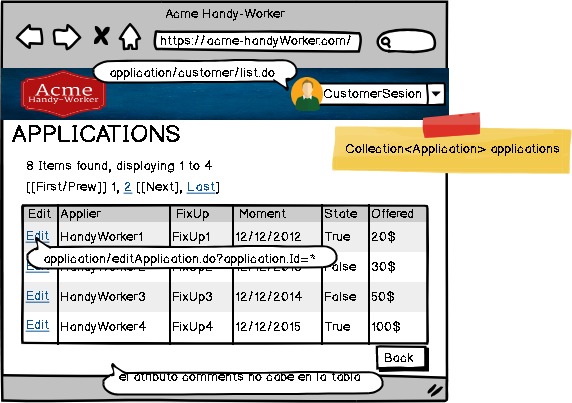 Acme Handy-Worker
https://acme-handyWorker.com/
application/customer/list.do
Acme
Handy-Worker
CustomerSesion
APPLICATIONS
Collection<Application> applications
8 Items found, displaying 1 to 4
[[First/Prew]] 1, 2 [[Next], Last]
Edit Applier FixUp Moment State Offered
Edit HandyWorker1 FixUp1 12/12/2012 True 20$
application/editApplication.do?application.Id=*
False 30$
Edit HandyWorker3 FixUp3 12/12/2014 False 50$
Edit HandyWorker4 FixUp4 12/12/2015 True 100$
Back
el atributo comments no cabe en la tabla